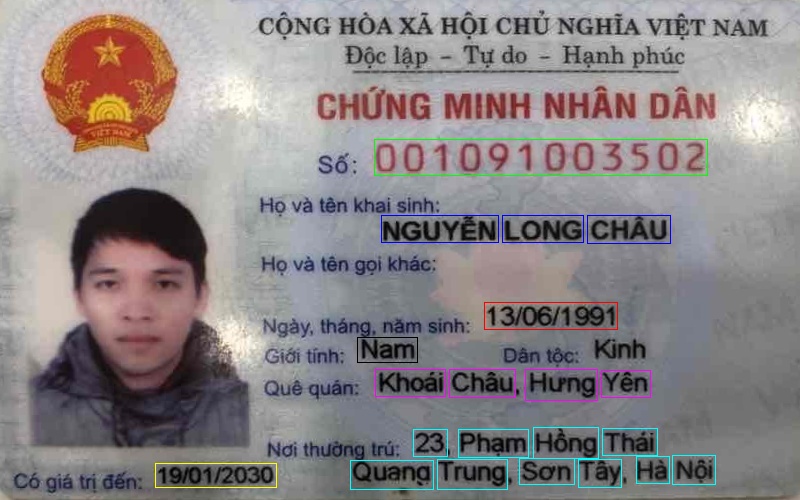 CỘNG HÒA XÃ HỘI CHỦ NGHĨA VIỆT NAM
Độc lập – Tự do – Hạnh phúc
CHỨNG MINH NHÂN DÂN
VIỆT NAM
Số: 001091003502
Họ và tên khai sinh:
NGUYỄN LONG CHÂU
Họ và tên gọi khác:
Ngày, tháng, năm sinh: 13/06/1991
Giới tính: Nam Dân tộc: Kinh
Quê quán: Khoái Châu, Hưng Yên
Nơi thường trú: 23, Phạm Hồng Thái
Quang Trung, Sơn Tây, Hà Nội
Có giá trị đến: 19/01/2030